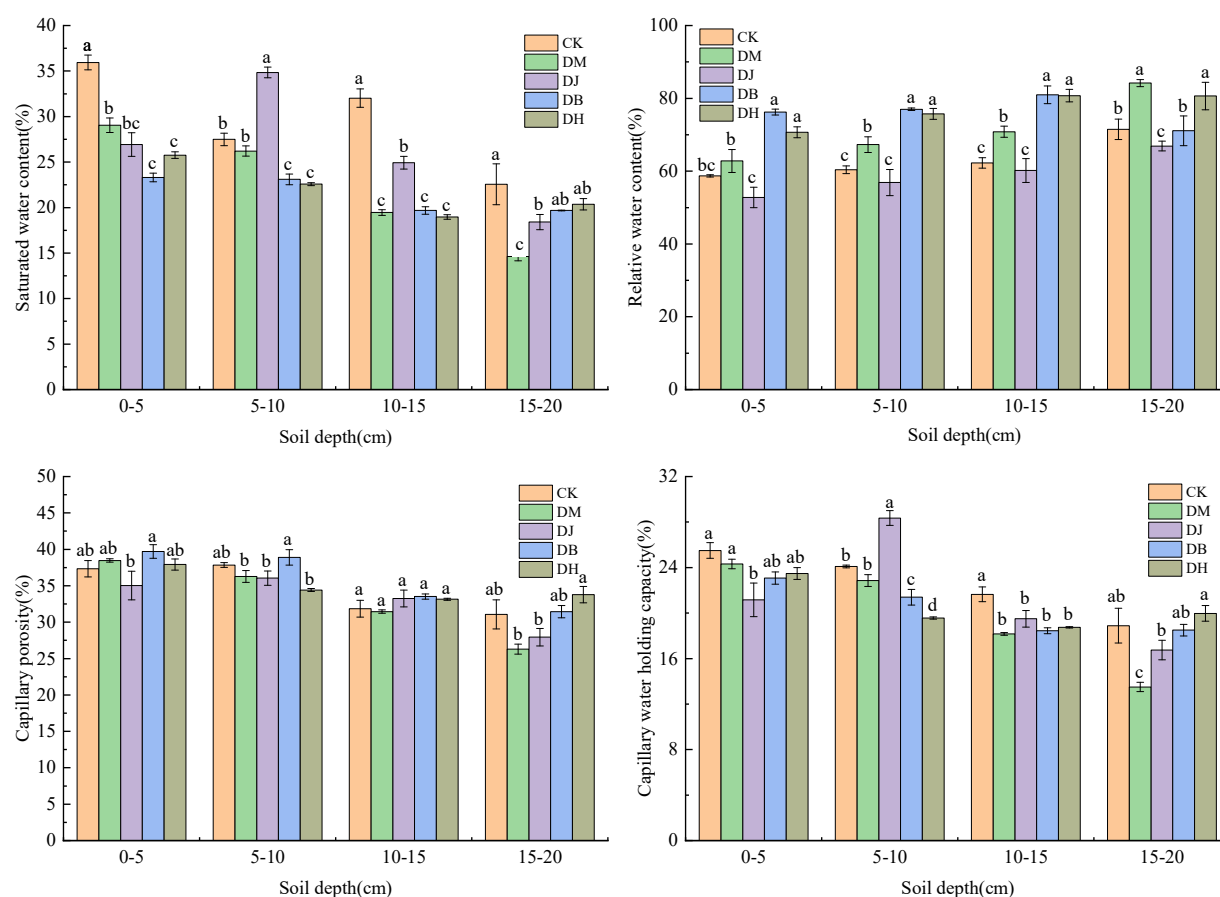 Saturated water content(%)
40
35
30
25
20
15
10
5
0
a b bc c c
b b a c c
a c b c c
a c b ab ab
CK
DM
DJ
DB
DH
0-5 5-10 10-15 15-20
Soil depth(cm)
Relative water content(%)
100
80
60
40
20
0
bc b c a a
c b c a a
c b c a a
b a c b a
CK
DM
DJ
DB
DH
0-5 5-10 10-15 15-20
Soil depth(cm)
Capillary porosity(%)
50
45
40
35
30
25
20
15
10
5
0
ab ab b a ab
ab b b a b
a a a a a
ab b b ab a
CK
DM
DJ
DB
DH
0-5 5-10 10-15 15-20
Soil depth(cm)
Capillary water holding capacity(%)
32
24
16
8
0
a a b ab ab
b b a c d
a b b b b
ab c b ab a
CK
DM
DJ
DB
DH
0-5 5-10 10-15 15-20
Soil depth(cm)